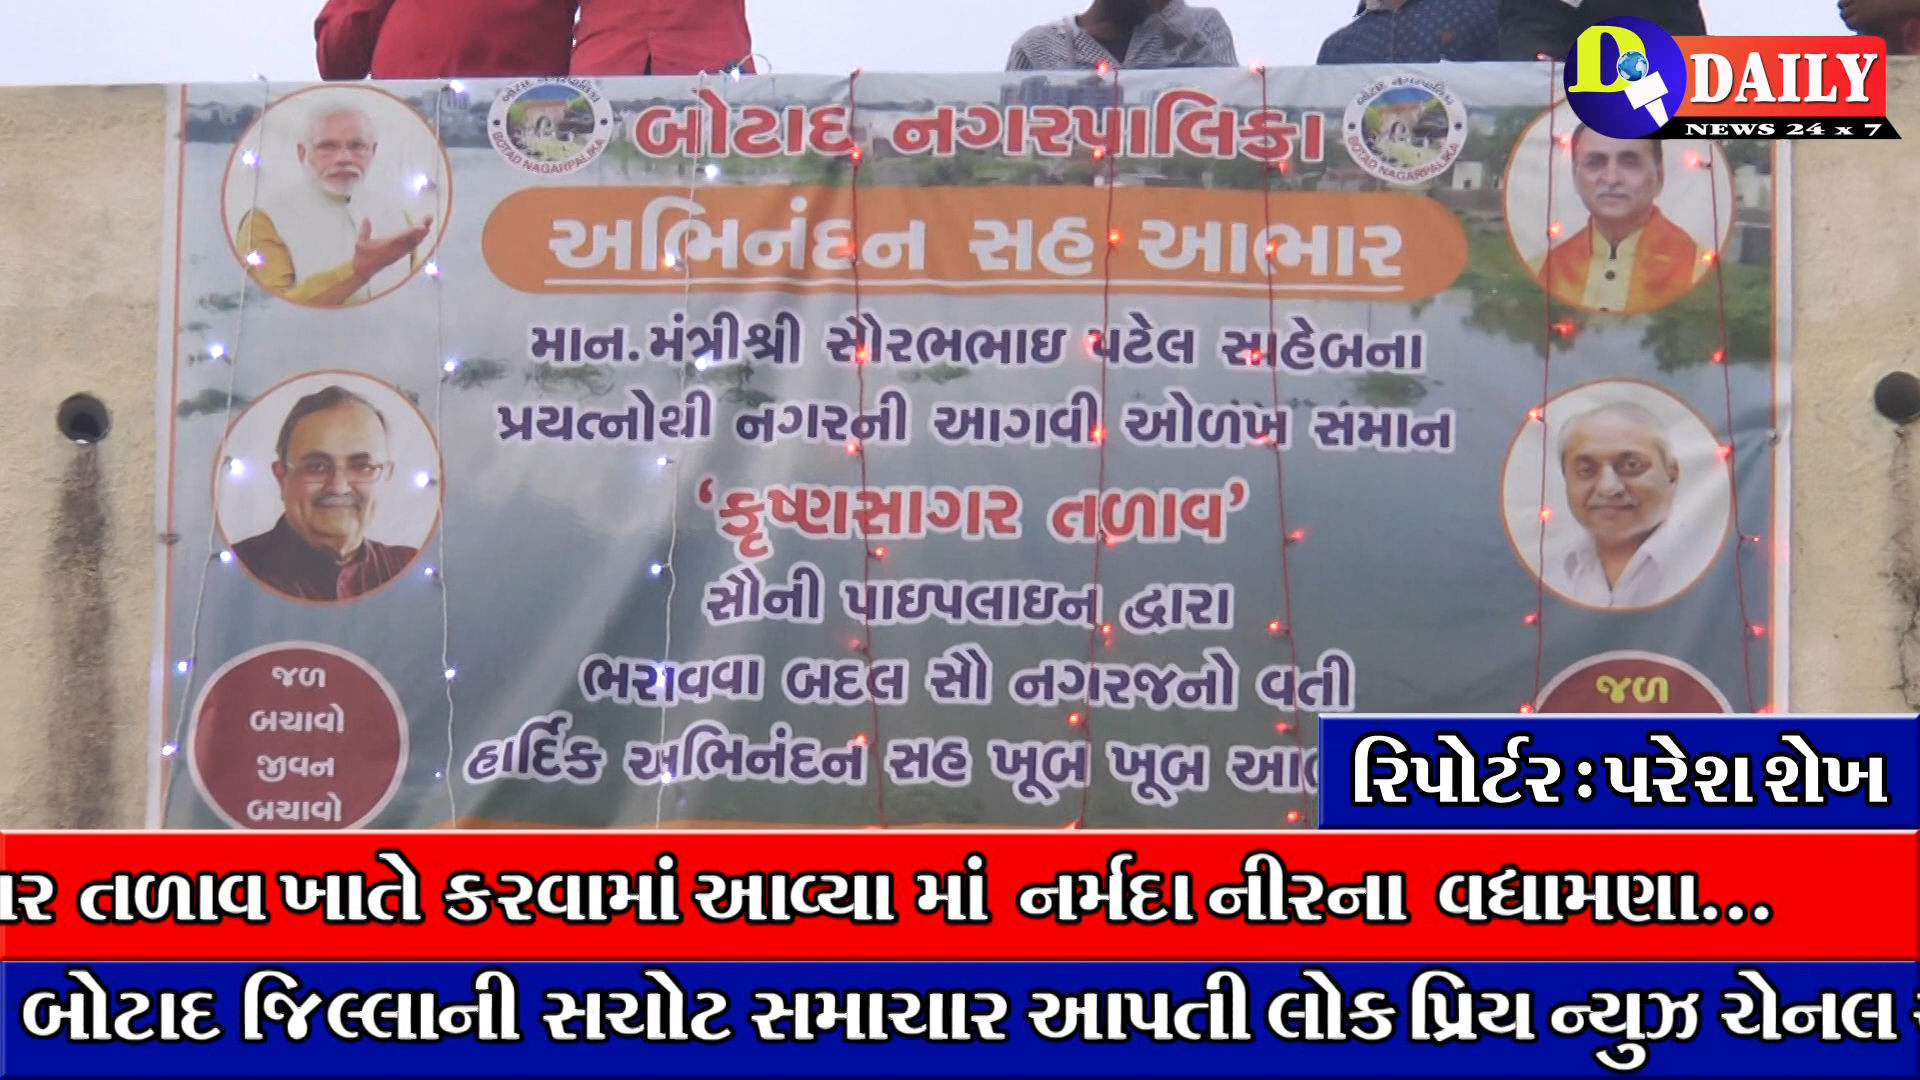 D DAILY
NEWS 24 x 7
બોટાદ નગરપાલિકા
બોટાદ નગરપાલિકા
BOTAD NAGARPALIKA
બોટાદ નગરપાલિકા
BOTAD NAGARPALIKA
અભિનંદન સહ આભાર
માન.મંત્રીશ્રી સૌરભભાઇ પટેલ સાહેબના
પ્રયત્નોથી નગરની આગવી ઓળખ સમાન
‘કૃષ્ણસાગર તળાવ’
સૌની પાઇપલાઇન દ્વારા
ભરાવવા બદલ સૌ નગરજનો વતી
હાર્દિક અભિનંદન સહ ખૂબ ખૂબ
જળ
બચાવો
જીવન
બચાવો
જળ
રિપોર્ટર : પરેશ શેખ
તળાવ ખાતે કરવામાં આવ્યા માં નર્મદા નીરના વધામણા...
બોટાદ જિલ્લાની સચોટ સમાચાર આપતી લોક પ્રિય ન્યુઝ ચેનલ